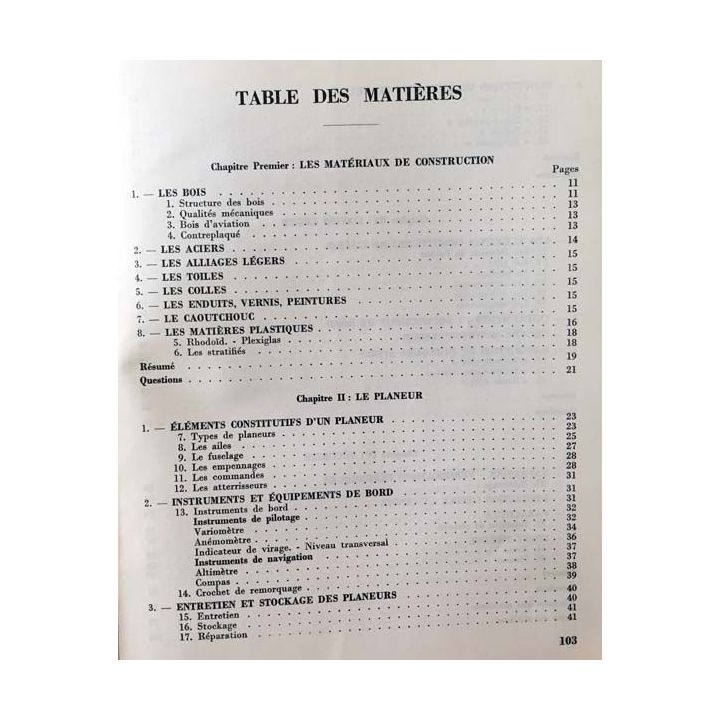 TABLE DES MATIÈRES
Chapitre Premier : LES MATÉRIAUX DE CONSTRUCTION
Pages
1. — LES BOIS . . . 11
1. Structure des bois . . . 11
2. Qualités mécaniques . . . 13
3. Bois d'aviation . . . 13
4. Contreplaqué . . . 13
2. — LES ACIERS . . . 14
3. — LES ALLIAGES LÉGERS . . . 15
4. — LES TOILES . . . 15
5. — LES COLLES . . . 15
6. — LES ENDUITS, VERNIS, PEINTURES . . . 15
7. — LE CAOUTCHOUC . . . 15
8. — LES MATIÈRES PLASTIQUES . . . 16
5. Rhodoïd. - Plexiglas . . . 18
6. Les stratifiés . . . 18
Résumé . . . 19
Questions . . . 21
Chapitre II : LE PLANEUR
1. — ÉLÉMENTS CONSTITUTIFS D'UN PLANEUR . . . 23
7. Types de planeurs . . . 23
8. Les ailes . . . 25
9. Le fuselage . . . 27
10. Les empennages . . . 28
11. Les commandes . . . 28
12. Les atterrisseurs . . . 31
2. — INSTRUMENTS ET ÉQUIPEMENTS DE BORD . . . 31
13. Instruments de bord . . . 31
Instruments de pilotage . . . 32
Variomètre . . . 32
Anémomètre . . . 34
Indicateur de virage. - Niveau transversal . . . 36
Instruments de navigation . . . 37
Altimètre . . . 37
Compas . . . 38
14. Crochet de remorquage . . . 39
3. — ENTRETIEN ET STOCKAGE DES PLANEURS . . . 40
15. Entretien . . . 40
16. Stockage . . . 41
17. Réparation . . . 41
103